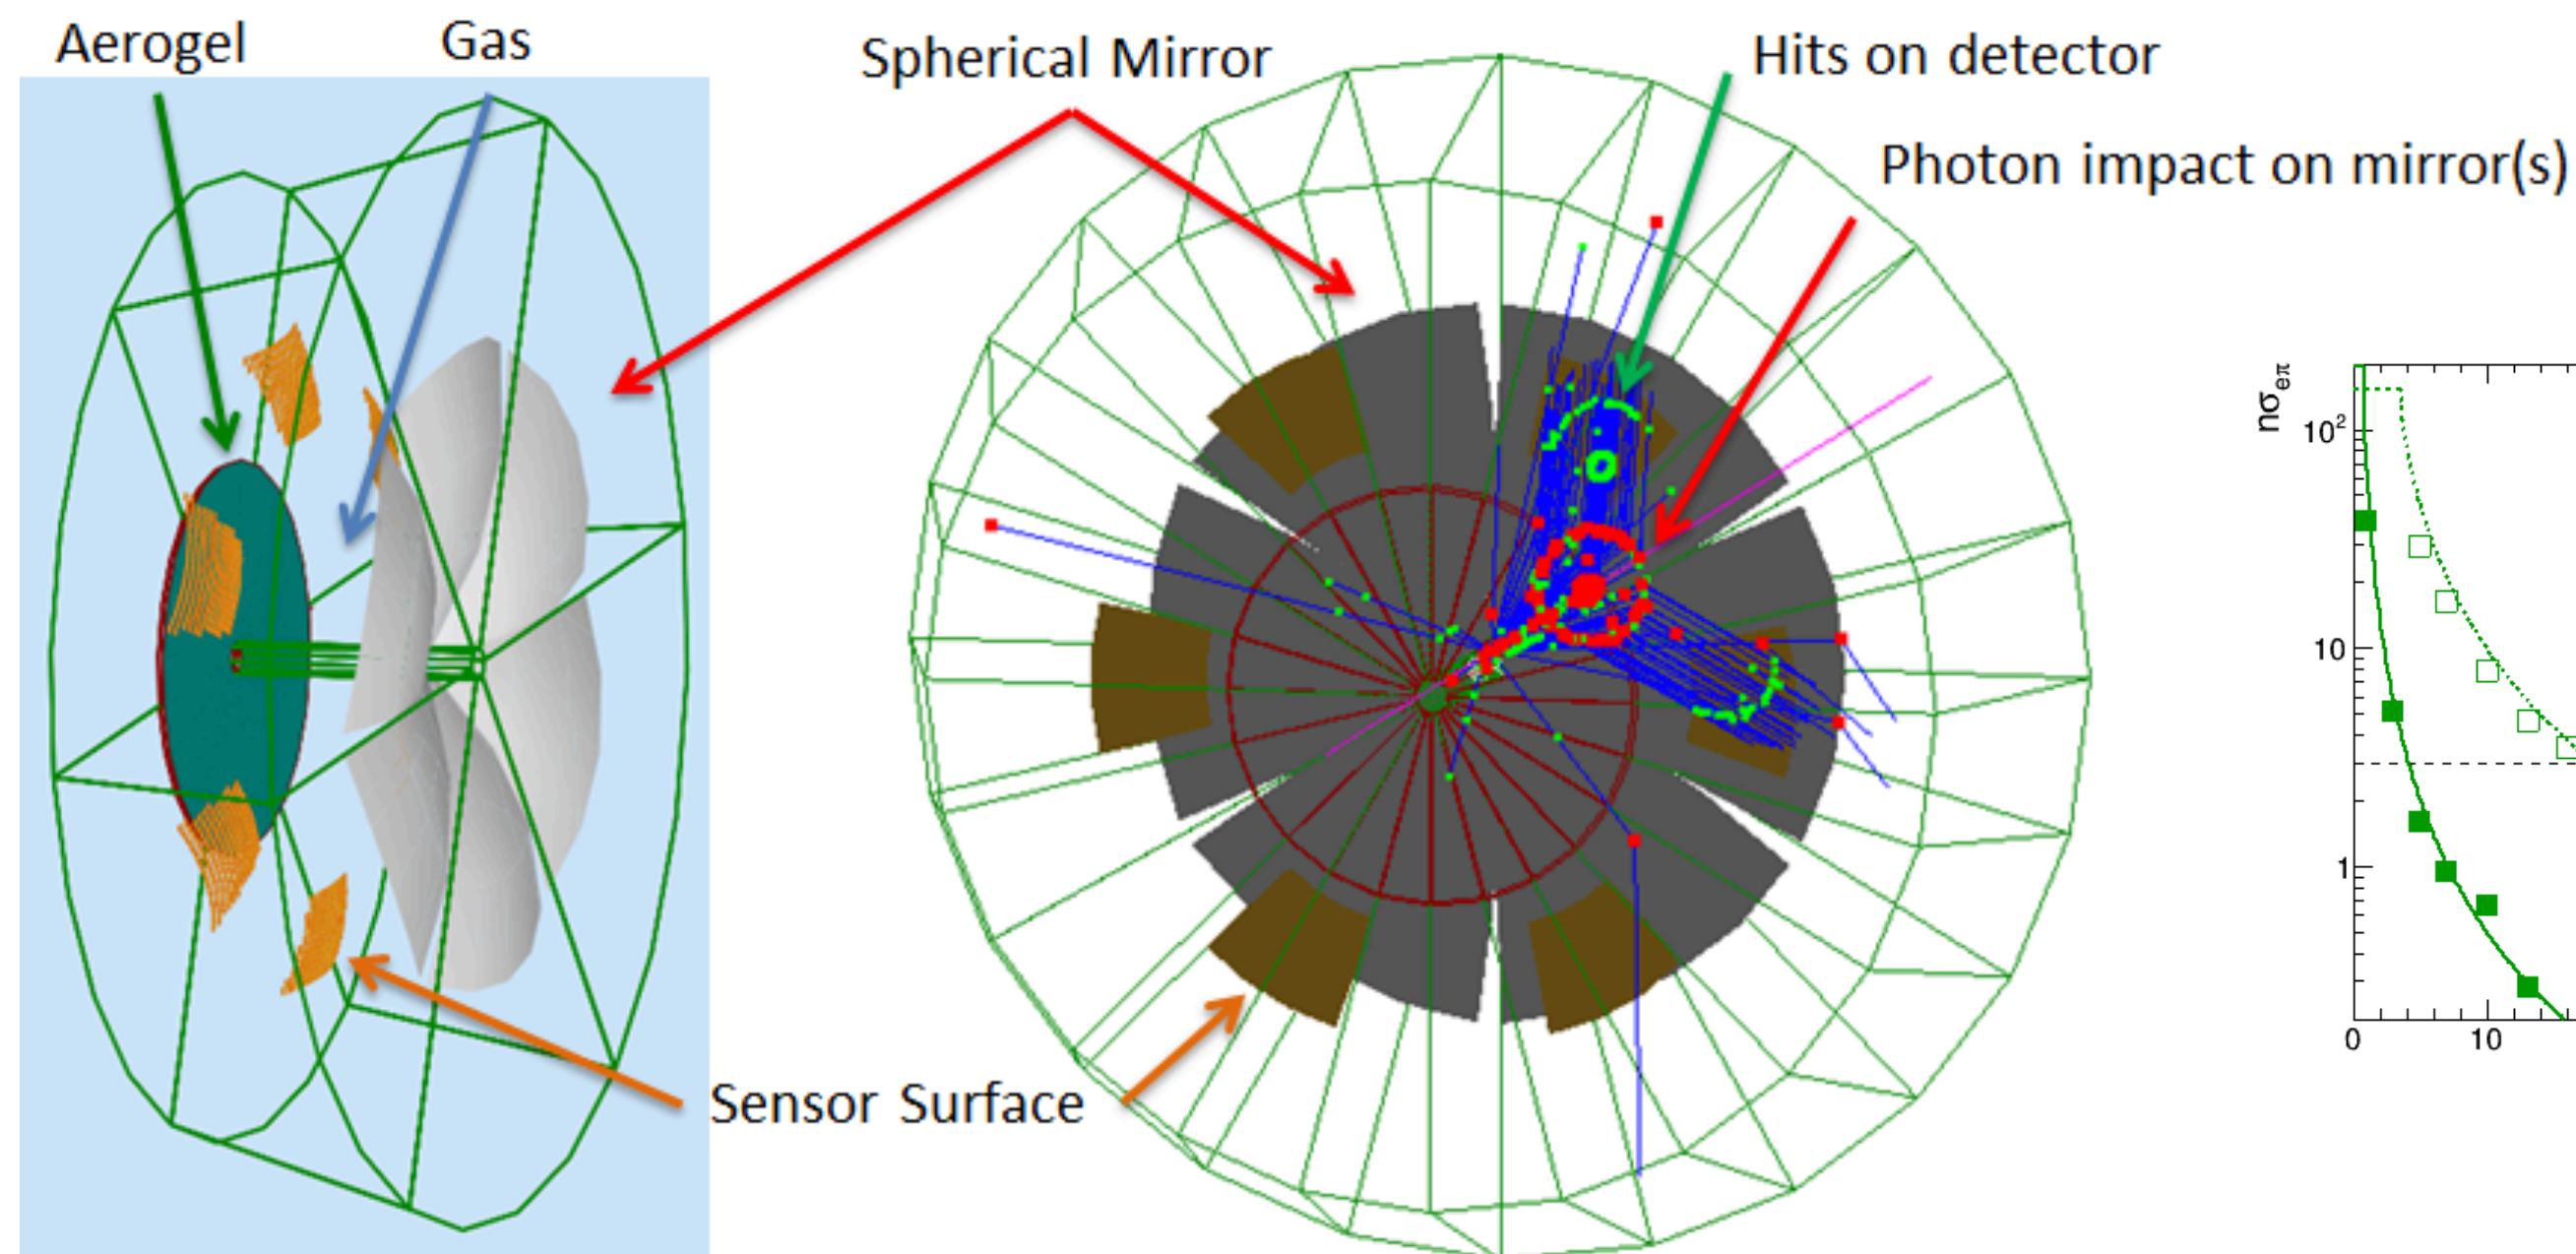 Aerogel
Gas
Spherical Mirror
Hits on detector
Photon impact on mirror(s)
Sensor Surface
nσeπ
10²
10
1
0
10